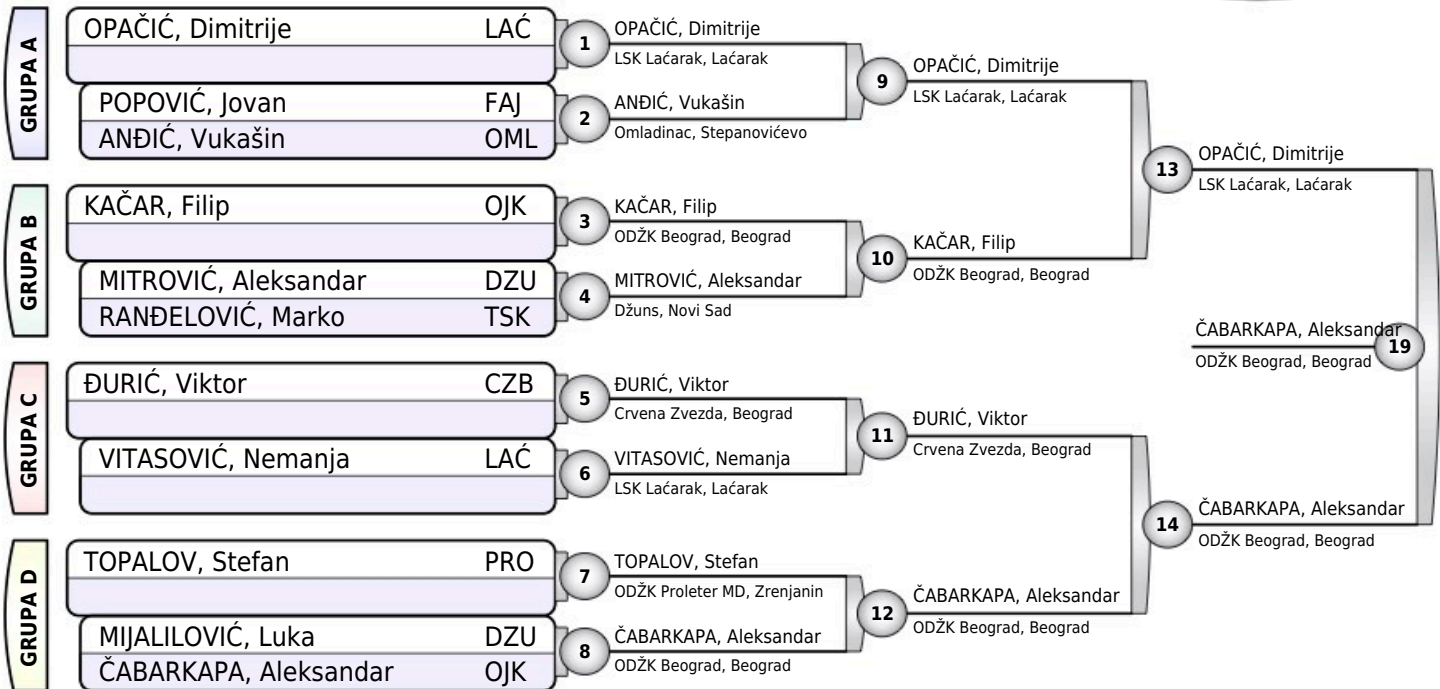 GRUPA A
OPAČIĆ, Dimitrije LAĆ
POPOVIĆ, Jovan FAJ
ANĐIĆ, Vukašin OML
GRUPA B
KAČAR, Filip OJK
MITROVIĆ, Aleksandar DZU
RANĐELOVIĆ, Marko TSK
GRUPA C
ĐURIĆ, Viktor CZB
VITASOVIĆ, Nemanja LAĆ
GRUPA D
TOPALOV, Stefan PRO
MIJALILOVIĆ, Luka DZU
ČABARKAPA, Aleksandar OJK
1
OPAČIĆ, Dimitrije
LSK Laćarak, Laćarak
2
ANĐIĆ, Vukašin
Omladinac, Stepanovićevo
3
KAČAR, Filip
ODŽK Beograd, Beograd
4
MITROVIĆ, Aleksandar
Džuns, Novi Sad
5
ĐURIĆ, Viktor
Crvena Zvezda, Beograd
6
VITASOVIĆ, Nemanja
LSK Laćarak, Laćarak
7
TOPALOV, Stefan
ODŽK Proleter MD, Zrenjanin
8
ČABARKAPA, Aleksandar
ODŽK Beograd, Beograd
9
OPAČIĆ, Dimitrije
LSK Laćarak, Laćarak
10
KAČAR, Filip
ODŽK Beograd, Beograd
11
ĐURIĆ, Viktor
Crvena Zvezda, Beograd
12
ČABARKAPA, Aleksandar
ODŽK Beograd, Beograd
13
OPAČIĆ, Dimitrije
LSK Laćarak, Laćarak
14
ČABARKAPA, Aleksandar
ODŽK Beograd, Beograd
ČABARKAPA, Aleksandar
ODŽK Beograd, Beograd
19